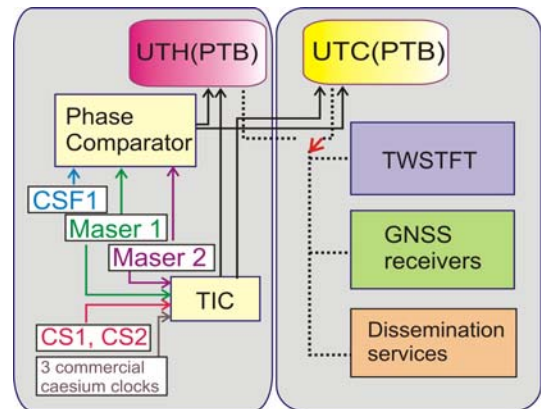 UTH(PTB)
UTC(PTB)
Phase
Comparator
TWSTFT
CSF1
Maser 1
Maser 2
GNSS
receivers
TIC
CS1, CS2
3 commercial
caesium clocks
Dissemination
services